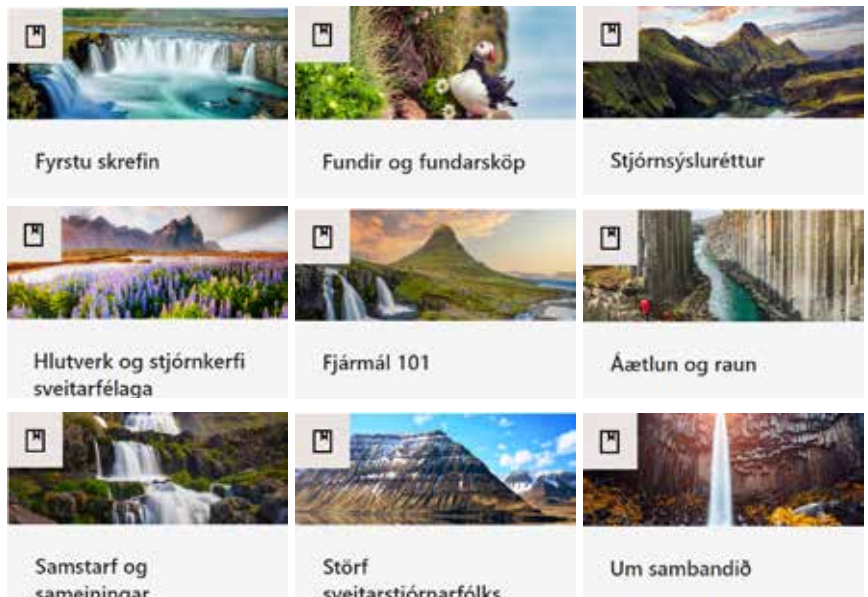 Fyrstu skrefin
Fundir og fundarsköp
Stjórnsýsluréttur
Hlutverk og stjórnkerfi
sveitarfélaga
Fjármál 101
Áætlun og raun
Samstarf og
sameiningar
Störf
sveitarstjórnarfólks
Um sambandið